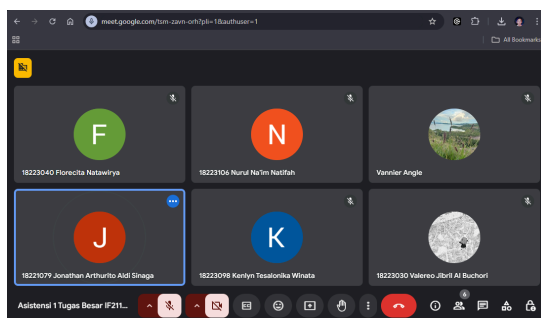 meet.google.com/tsm-zavn-orh?pli=1&authuser=1
All Bookmarks
F
18223040 Florecita Natawirya
N
18223106 Nurul Na'im Natifah
Vannier Angle
J
18221079 Jonathan Arthurito Aldi Sinaga
K
18223098 Kenlyn Tesalonika Winata
18223030 Valereo Jibril Al Buchori
Asistensi 1 Tugas Besar IF211...
6